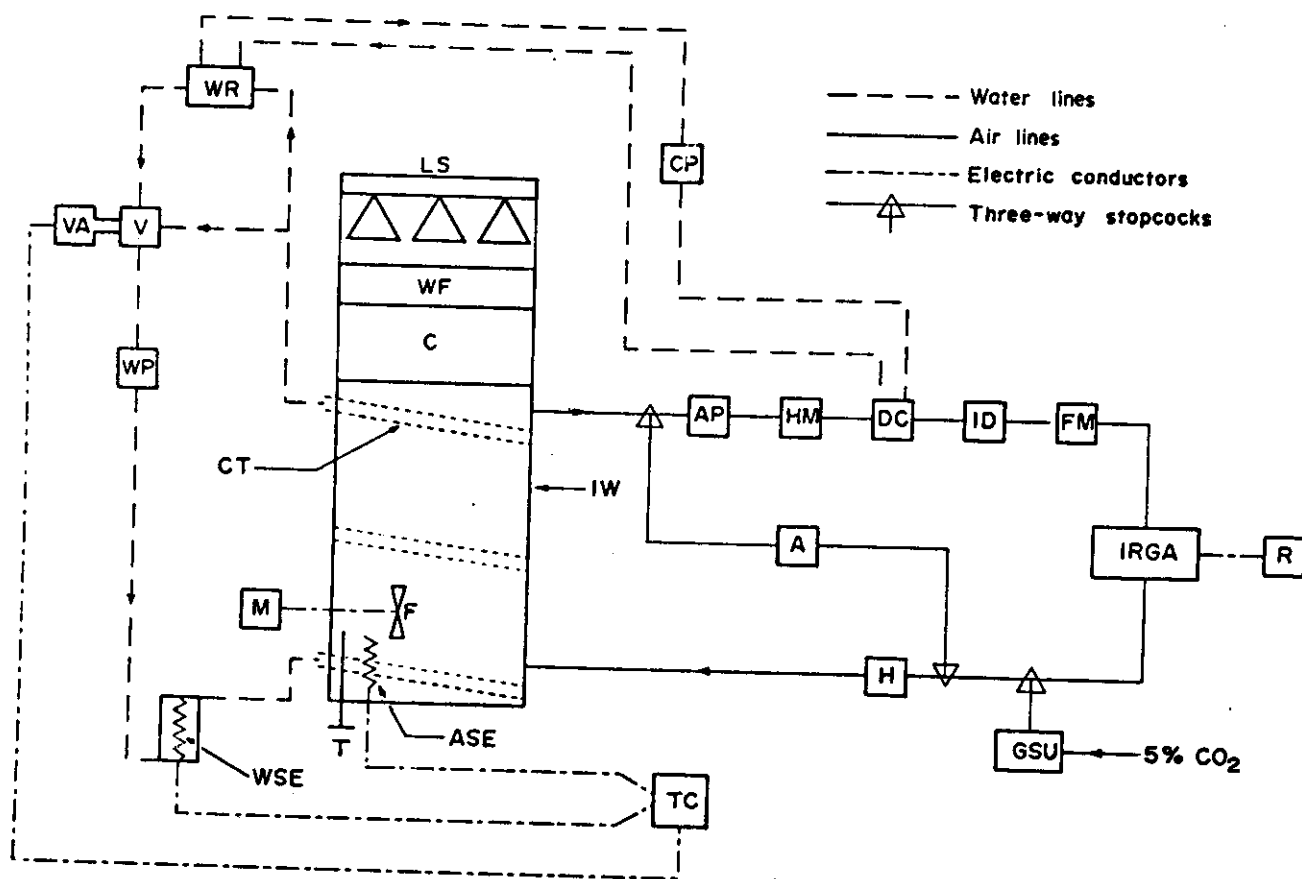 WR
Water lines
Air lines
CP
LS
Electric conductors
Three-way stopcocks
VA
V
WF
C
WP
AP
HM
DC
ID
FM
CT
IW
A
IRGA
R
M
F
H
T
ASE
GSU
5% CO₂
WSE
TC